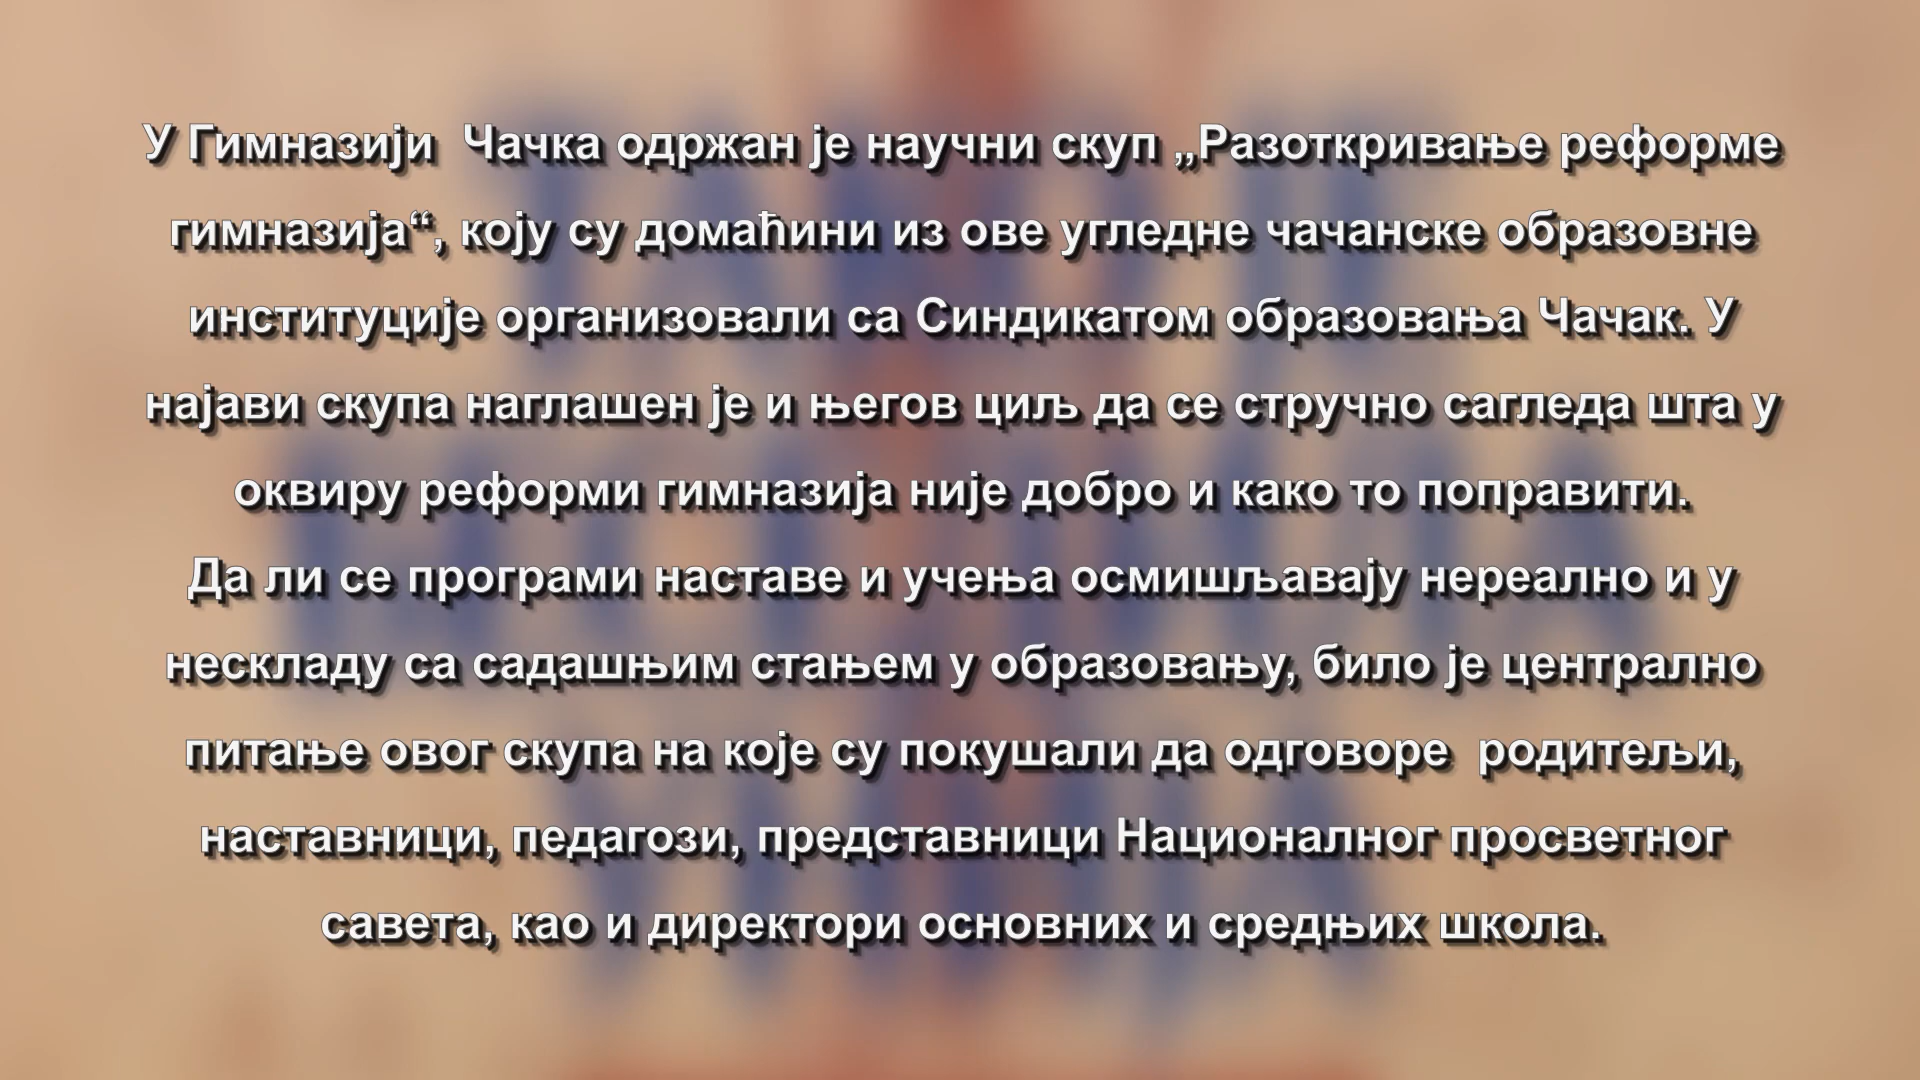 У Гимназији  Чачка одржан је научни скуп „Разоткривање реформе
гимназија“, коју су домаћини из ове угледне чачанске образовне
институције организовали са Синдикатом образовања Чачак. У
најави скупа наглашен је и његов циљ да се стручно сагледа шта у
оквиру реформи гимназија није добро и како то поправити.
Да ли се програми наставе и учења осмишљавају нереално и у
нескладу са садашњим стањем у образовању, било је централно
питање овог скупа на које су покушали да одговоре  родитељи,
наставници, педагози, представници Националног просветног
савета, као и директори основних и средњих школа.